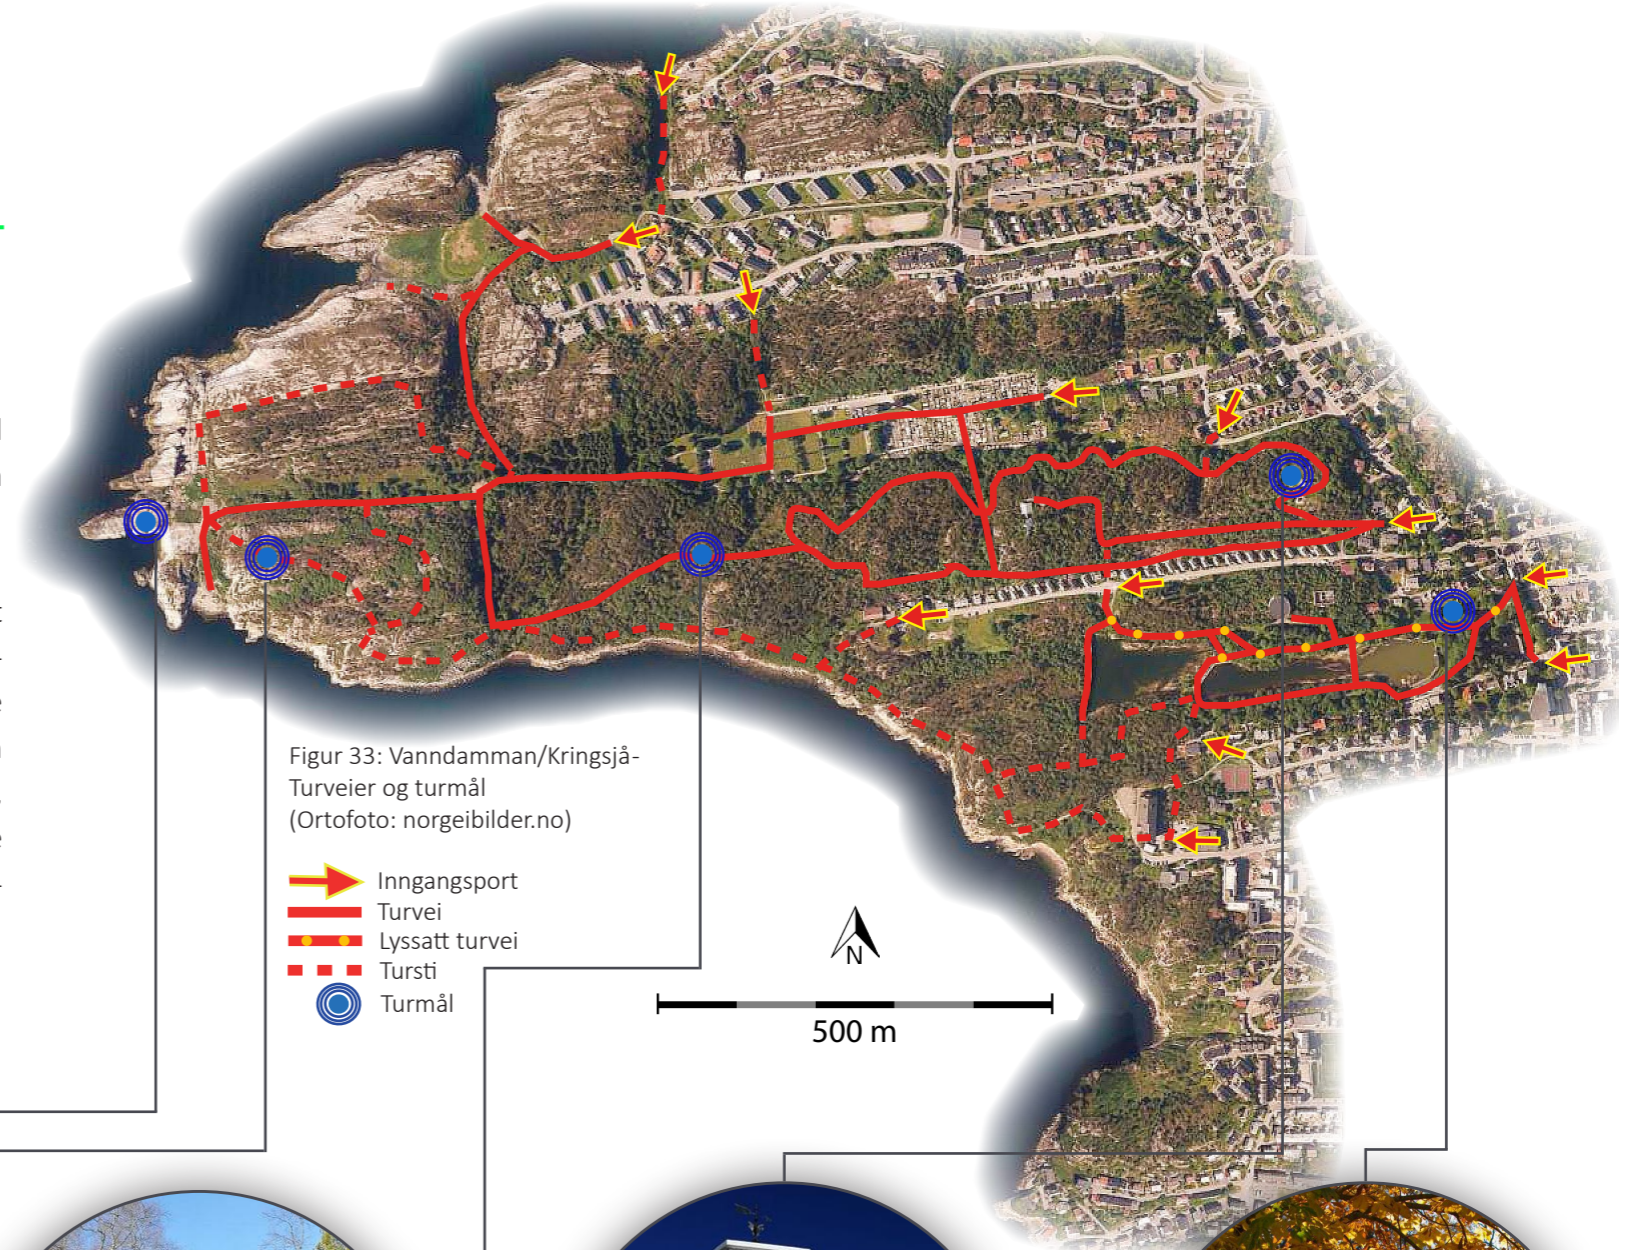 Figur 33: Vanndamman/Kringsjå-
Turveier og turmål
(Ortofoto: norgeibilder.no)
Inngangsport
Turvei
Lyssatt turvei
Tursti
Turmål
N
500 m